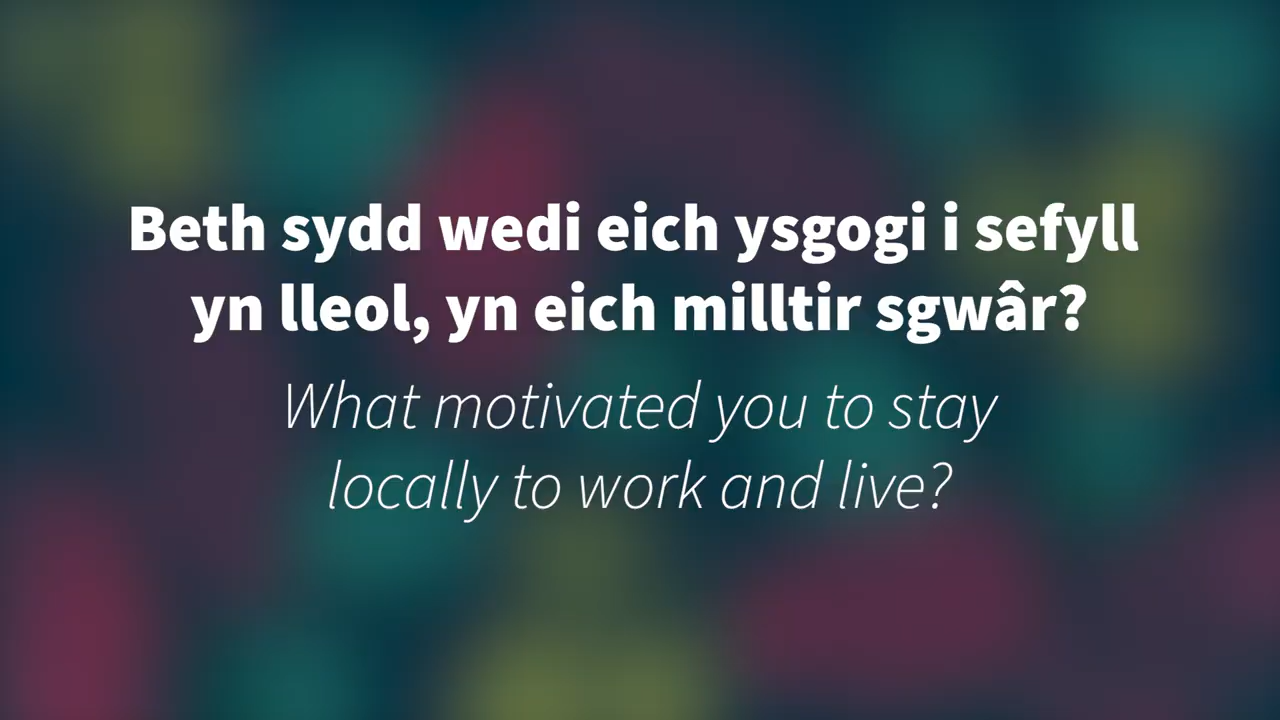 Beth sydd wedi eich ysgogi i sefyll
yn lleol, yn eich milltir sgwâr?
What motivated you to stay
locally to work and live?